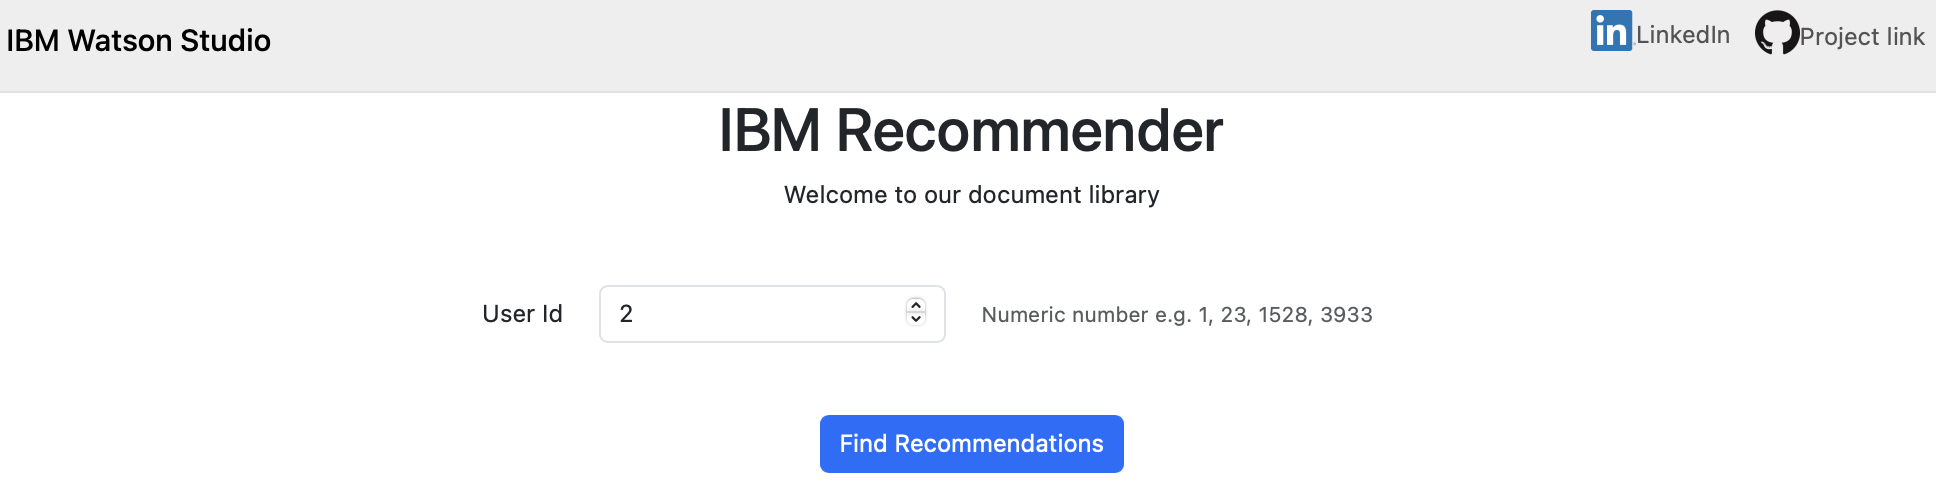 IBM Watson Studio
in LinkedIn
Project link
IBM Recommender
Welcome to our document library
User Id
2
Numeric number e.g. 1, 23, 1528, 3933
Find Recommendations